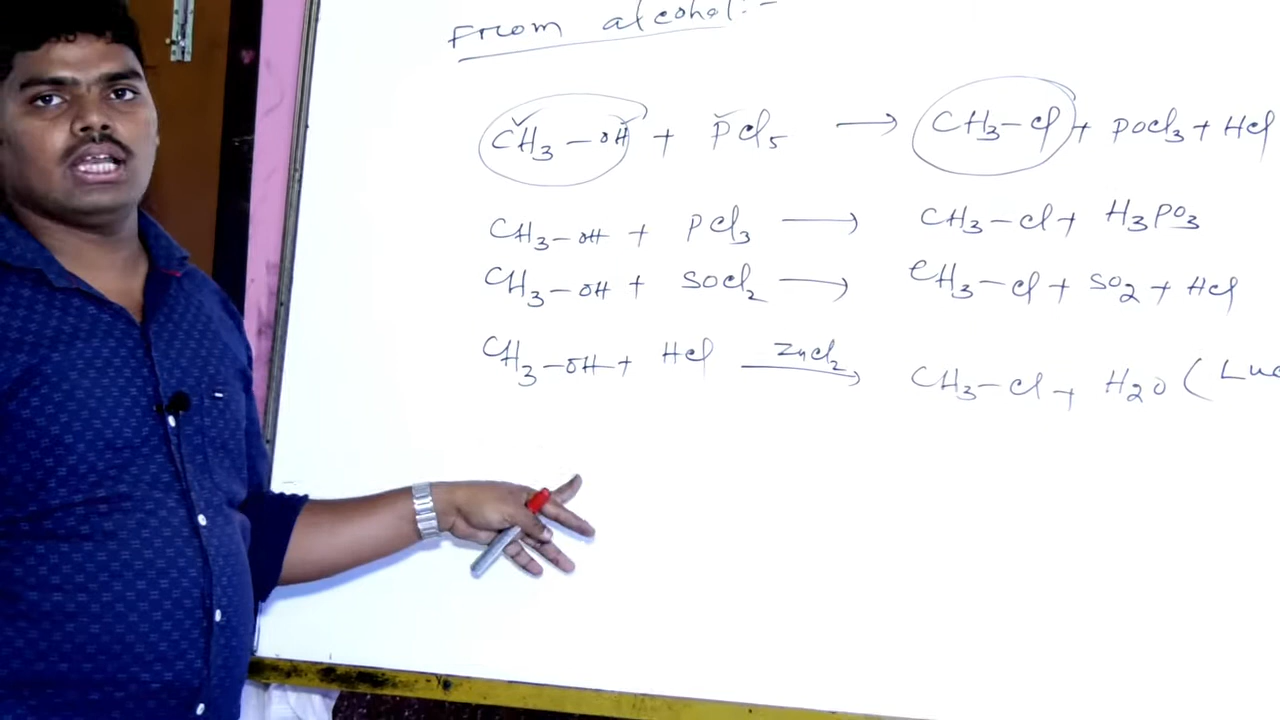 From alcohol:-
CH3-OH + PCl5 → CH3-Cl + POCl3 + HCl
CH3-OH + PCl3 → CH3-Cl + H3PO3
CH3-OH + SOCl2 → CH3-Cl + SO2 + HCl
CH3-OH + HCl ZnCl2 → CH3-Cl + H2O (Luc